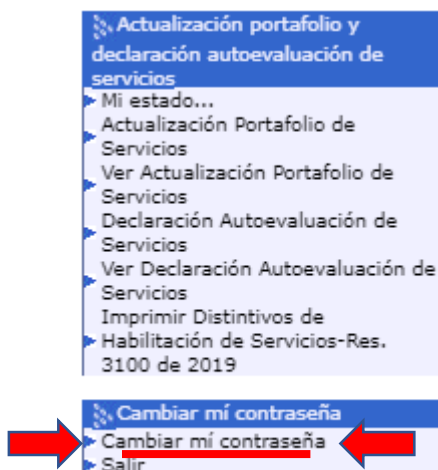 Actualización portafolio y
declaración autoevaluación de
servicios
Mi estado...
Actualización Portafolio de
Servicios
Ver Actualización Portafolio de
Servicios
Declaración Autoevaluación de
Servicios
Ver Declaración Autoevaluación de
Servicios
Imprimir Distintivos de
Habilitación de Servicios-Res.
3100 de 2019
Cambiar mí contraseña
Cambiar mí contraseña
Salir